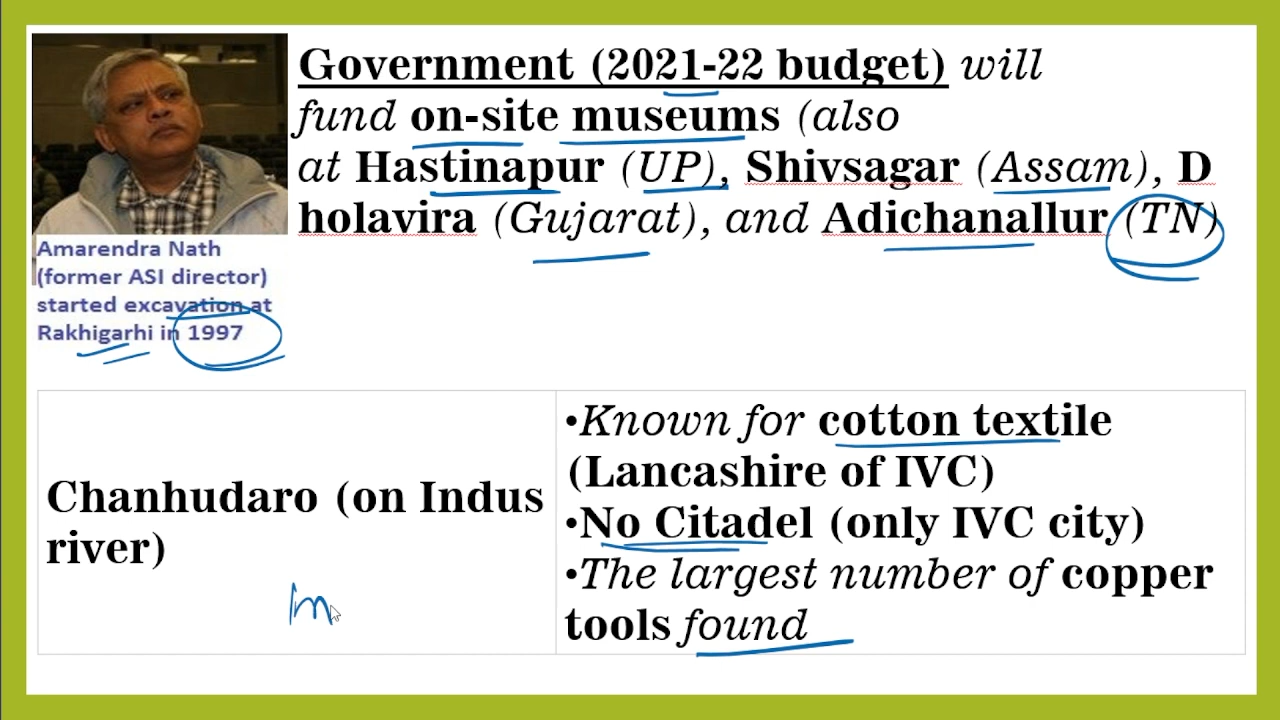 Government (2021-22 budget) will
fund on-site museums (also
at Hastinapur (UP), Shivsagar (Assam), D
holavira (Gujarat), and Adichanallur (TN)
Amarendra Nath
(former ASI director)
started excavation at
Rakhigarhi in 1997
Chanhudaro (on Indus
river)
•Known for cotton textile
(Lancashire of IVC)
•No Citadel (only IVC city)
•The largest number of copper
tools found